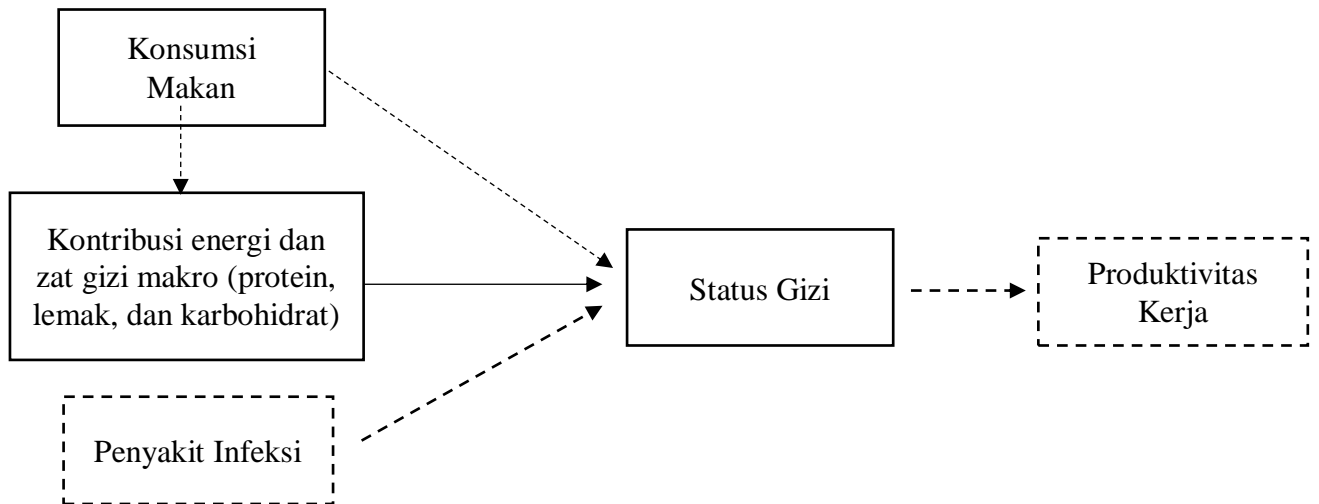 Konsumsi
Makan
Kontribusi energi dan
zat gizi makro (protein,
lemak, dan karbohidrat)
Status Gizi
Produktivitas
Kerja
Penyakit Infeksi